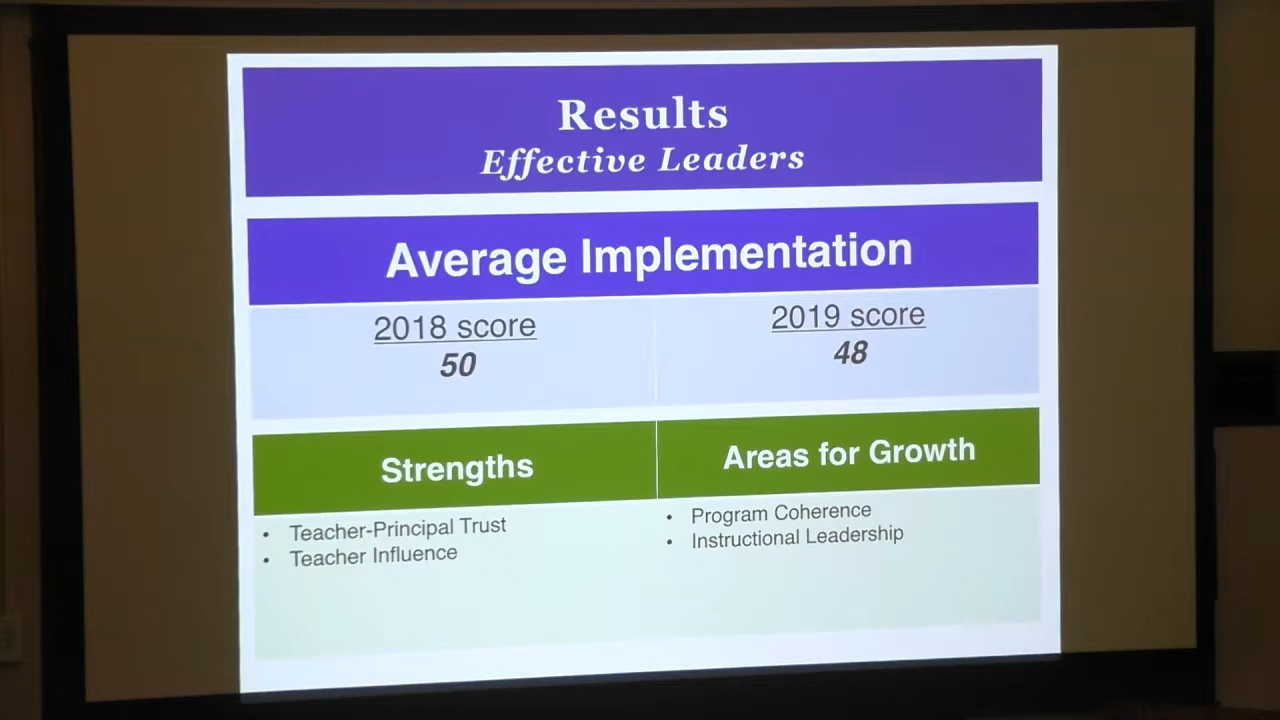 Results
Effective Leaders
Average Implementation
2018 score
50
2019 score
48
Strengths
Areas for Growth
• Teacher-Principal Trust
• Teacher Influence
• Program Coherence
• Instructional Leadership